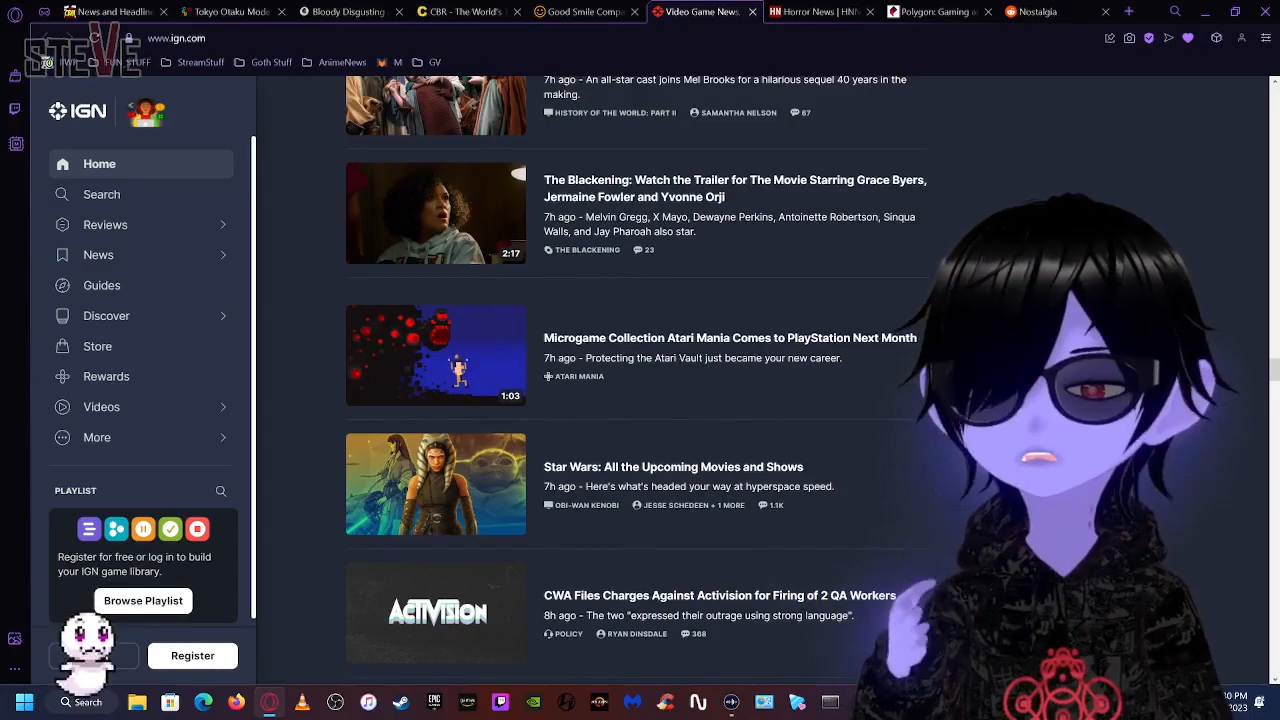 Tokyo Otaku Mode
Bloody Disgusting
CBR - The World's
Good Smile Compa
Video Game News,
Horror News | HNN
Polygon: Gaming a
Nostalgia
www.ign.com
STEVE
FUN STUFF
StreamStuff
Goth Stuff
AnimeNews
M
GV
IGN
Home
Search
Reviews
News
Guides
Discover
Store
Rewards
Videos
More
PLAYLIST
Register for free or log in to build
your IGN game library.
Browse Playlist
Register
7h ago - An all-star cast joins Mel Brooks for a hilarious sequel 40 years in the
making.
HISTORY OF THE WORLD: PART II SAMANTHA NELSON 67
2:17
The Blackening: Watch the Trailer for The Movie Starring Grace Byers,
Jermaine Fowler and Yvonne Orji
7h ago - Melvin Gregg, X Mayo, Dewayne Perkins, Antoinette Robertson, Sinqua
Walls, and Jay Pharoah also star.
THE BLACKENING 23
1:03
Microgame Collection Atari Mania Comes to PlayStation Next Month
7h ago - Protecting the Atari Vault just became your new career.
ATARI MANIA
Star Wars: All the Upcoming Movies and Shows
7h ago - Here's what's headed your way at hyperspace speed.
OBI-WAN KENOBI JESSE SCHEDEEN + 1 MORE 1.1K
ACTIVISION
CWA Files Charges Against Activision for Firing of 2 QA Workers
8h ago - The two "expressed their outrage using strong language".
POLICY RYAN DINSDALE 368
Search
EPIC